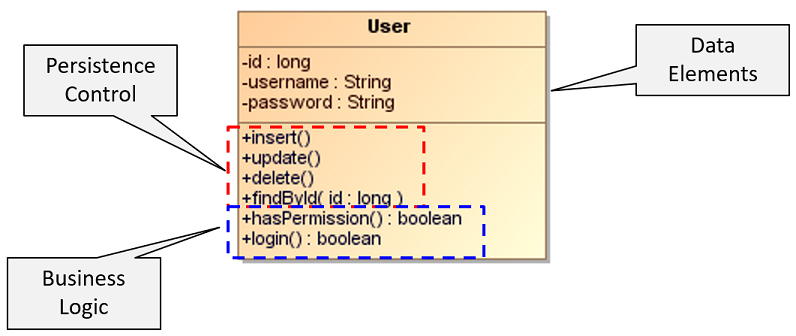 User
-id : long
-username : String
-password : String
+insert()
+update()
+delete()
+findById( id : long )
+hasPermission() : boolean
+login() : boolean
Persistence
Control
Data
Elements
Business
Logic